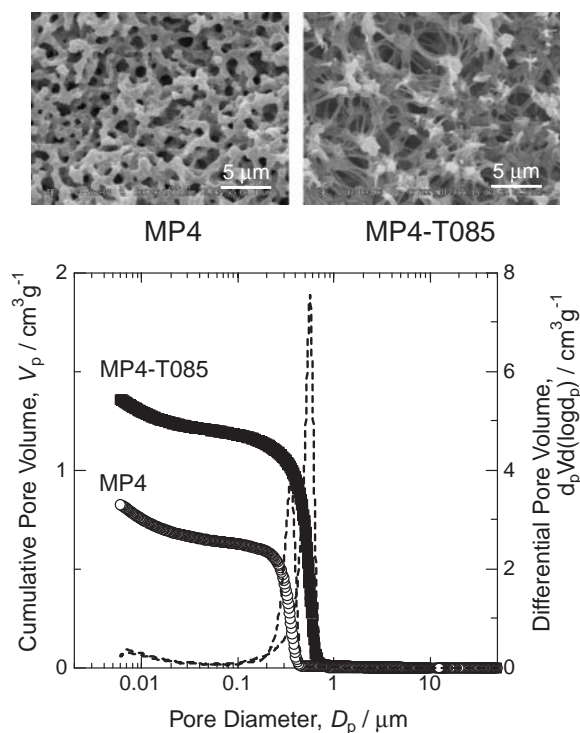 5 μm
5 μm
MP4
MP4-T085
2
8
6
MP4-T085
1
4
MP4
2
0
0
0.01
0.1
1
10
Cumulative Pore Volume, Vp / cm³g⁻¹
Differential Pore Volume,
dpVd(logdp) / cm³g⁻¹
Pore Diameter, Dp / μm